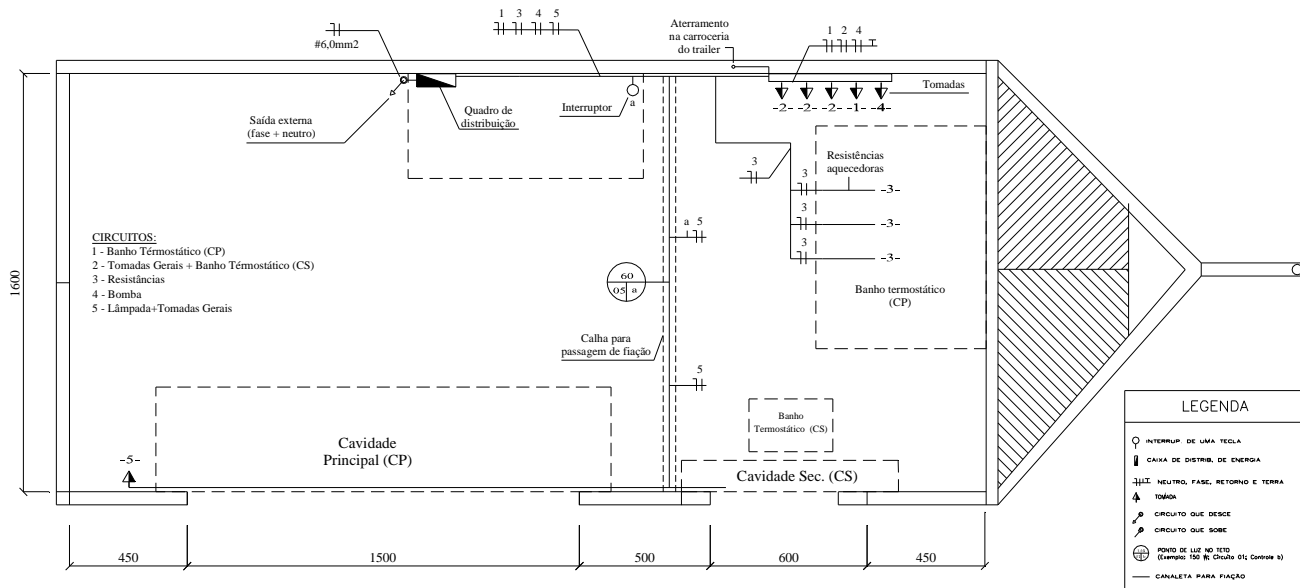 1 3 4 5
#6,0mm2
Aterramento
na carroceria
do trailer
1 2 4
Tomadas
-2- -2- -2- -1- -4-
Saída externa
(fase + neutro)
Quadro de
distribuição
Interruptor
a
3
Resistências
aquecedoras
3
-3-
3
-3-
3
-3-
CIRCUITOS:
1 - Banho Térmostático (CP)
2 - Tomadas Gerais + Banho Térmostático (CS)
3 - Resistências
4 - Bomba
5 - Lâmpada+Tomadas Gerais
a 5
60
05 a
Banho termostático
(CP)
1600
Calha para
passagem de fiação
5
Banho
Termostático (CS)
Cavidade
Principal (CP)
-5-
Cavidade Sec. (CS)
450 1500 500 600 450
LEGENDA
INTERRUP. DE UMA TECLA
CAIXA DE DISTRIB. DE ENERGIA
NEUTRO, FASE, RETORNO E TERRA
TOMADA
CIRCUITO QUE DESCE
CIRCUITO QUE SOBE
PONTO DE LUZ NO TETO
(Exemplo: 150 W; Circuito 01; Controle b)
CANALETA PARA FIAÇÃO